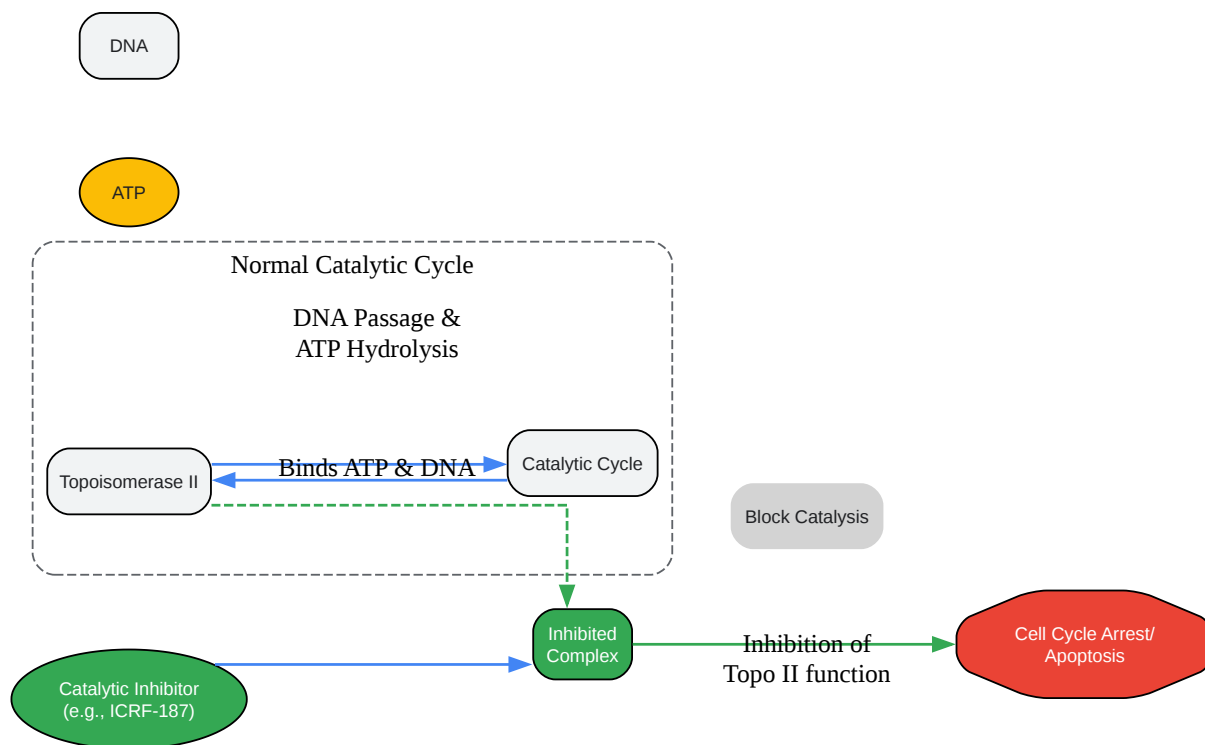 DNA
ATP
Normal Catalytic Cycle
DNA Passage &
ATP Hydrolysis
Topoisomerase II
Binds ATP & DNA
Catalytic Cycle
Block Catalysis
Inhibited
Complex
Inhibition of
Topo II function
Cell Cycle Arrest/
Apoptosis
Catalytic Inhibitor
(e.g., ICRF-187)